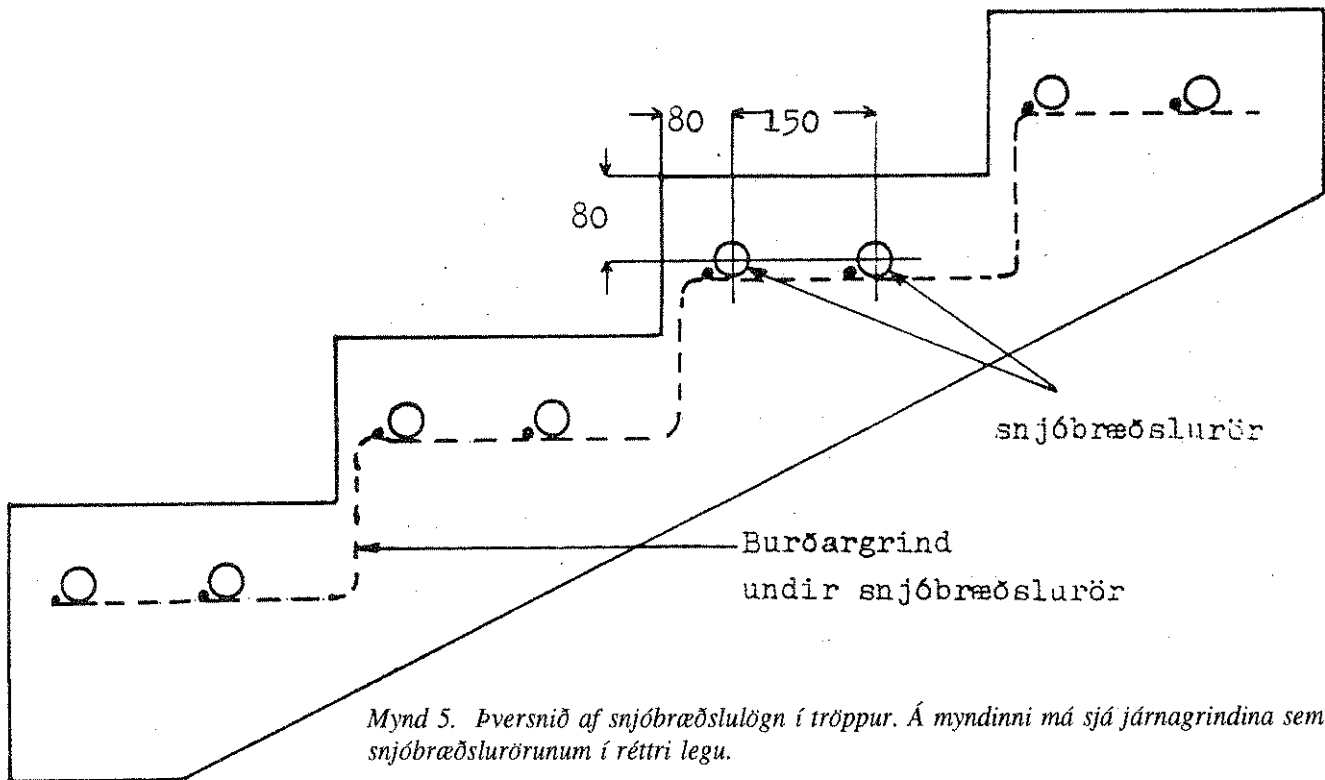 80
150
80
snjóbræðslurör
Burðargrind
undir snjóbræðslurör
Mynd 5. Þversnið af snjóbræðslulögn í tröppur. Á myndinni má sjá járnagrindina sem
snjóbræðslurörunum í réttri legu.